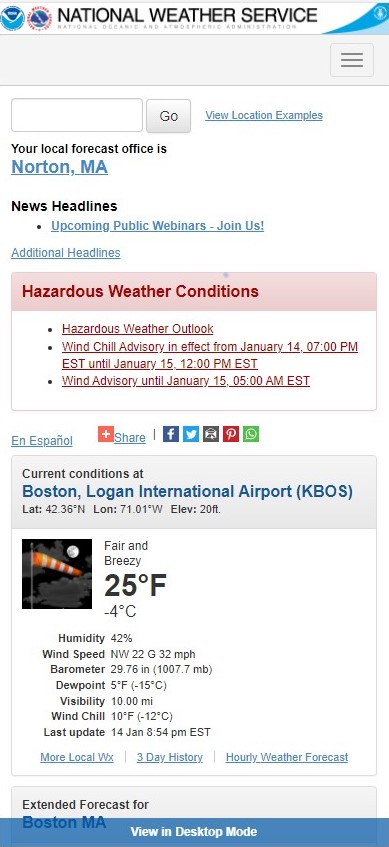 NATIONAL WEATHER SERVICE
NATIONAL OCEANIC AND ATMOSPHERIC ADMINISTRATION
Go View Location Examples
Your local forecast office is
Norton, MA
News Headlines
Upcoming Public Webinars - Join Us!
Additional Headlines
Hazardous Weather Conditions
Hazardous Weather Outlook
Wind Chill Advisory in effect from January 14, 07:00 PM
EST until January 15, 12:00 PM EST
Wind Advisory until January 15, 05:00 AM EST
En Español Share |
Current conditions at
Boston, Logan International Airport (KBOS)
Lat: 42.36°N Lon: 71.01°W Elev: 20ft.
Fair and
Breezy
25°F
-4°C
Humidity 42%
Wind Speed NW 22 G 32 mph
Barometer 29.76 in (1007.7 mb)
Dewpoint 5°F (-15°C)
Visibility 10.00 mi
Wind Chill 10°F (-12°C)
Last update 14 Jan 8:54 pm EST
More Local Wx | 3 Day History | Hourly Weather Forecast
Extended Forecast for
Boston MA
View in Desktop Mode